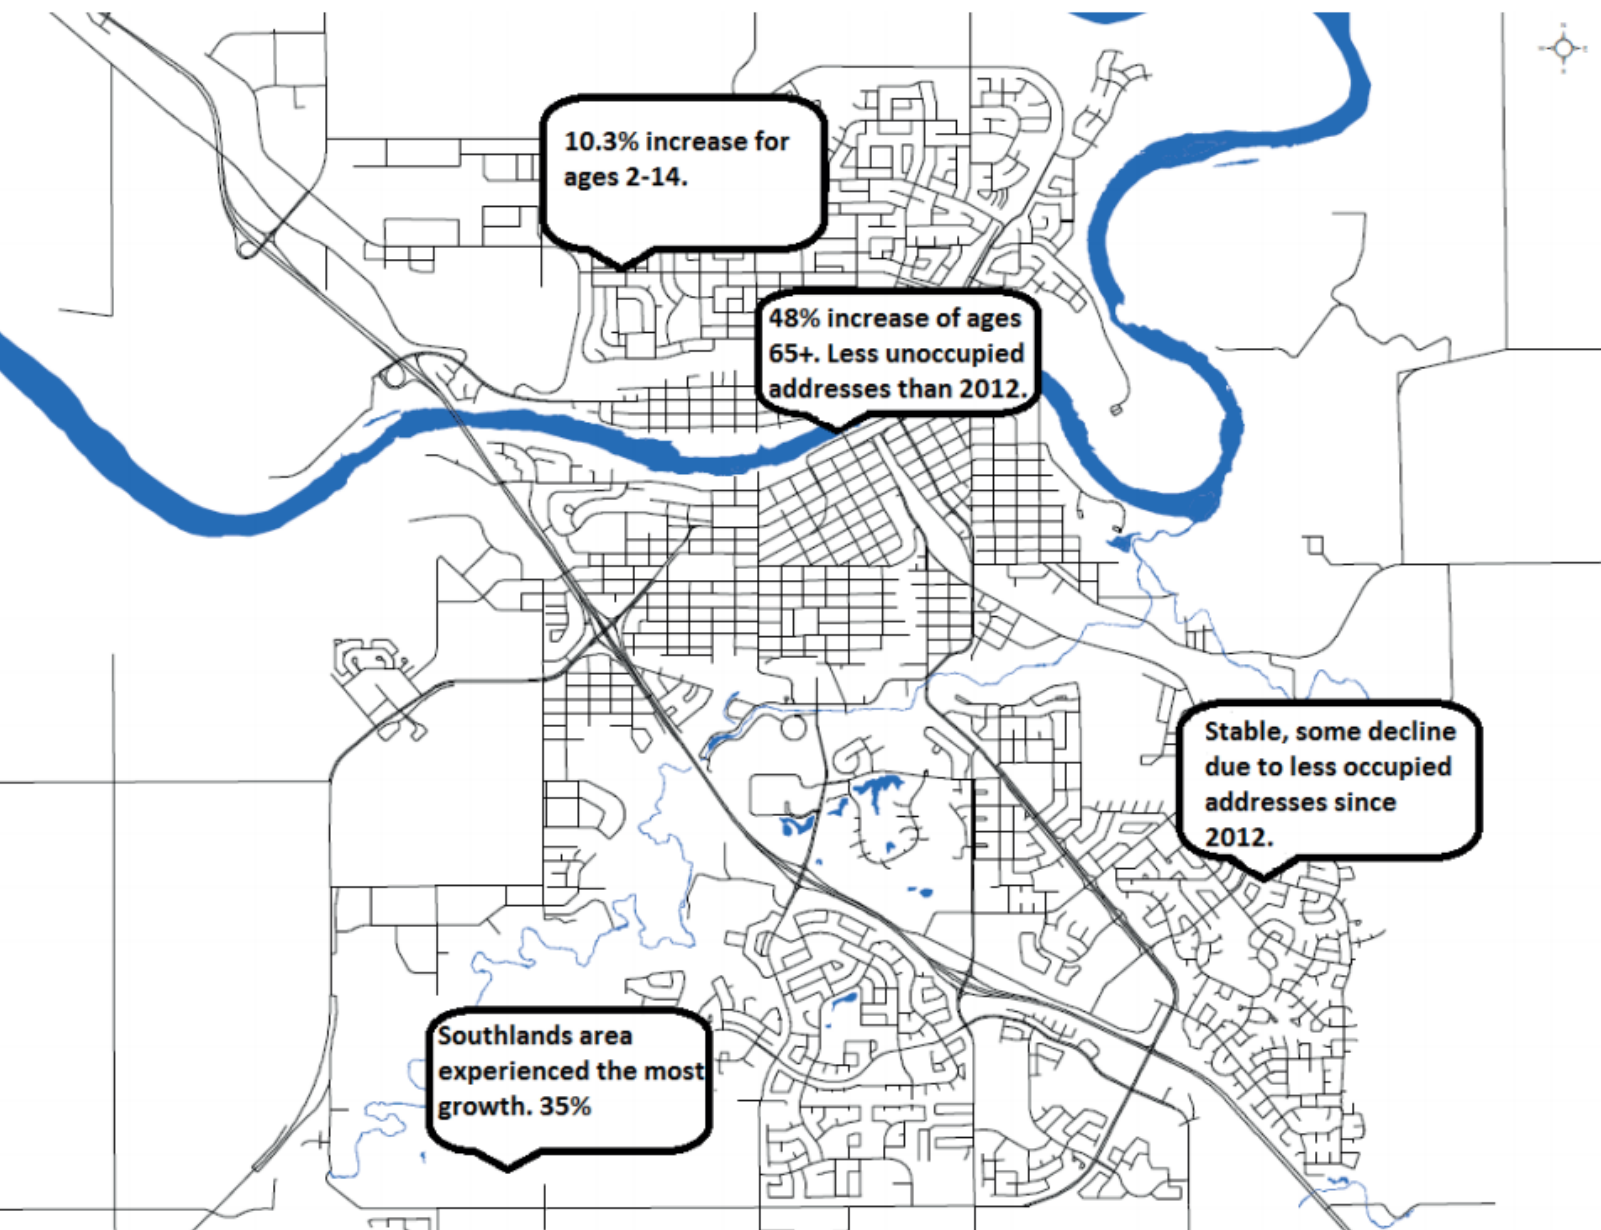 10.3% increase for
ages 2-14.
48% increase of ages
65+. Less unoccupied
addresses than 2012.
Stable, some decline
due to less occupied
addresses since
2012.
Southlands area
experienced the most
growth. 35%